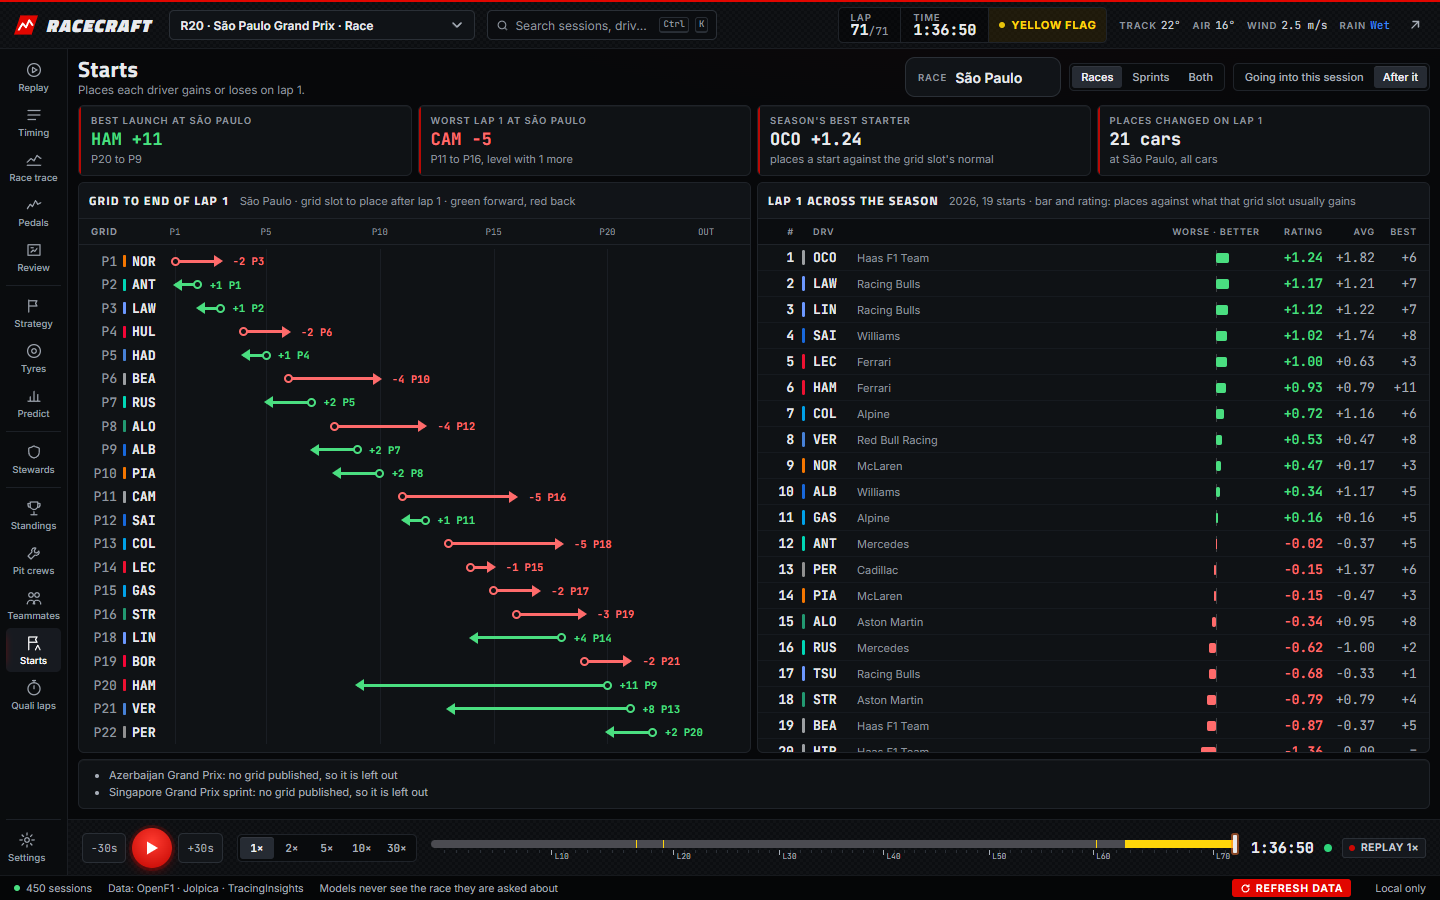 RACECRAFT
R20 · São Paulo Grand Prix · Race
Search sessions, driv... Ctrl K
LAP 71/71
TIME 1:36:50
YELLOW FLAG
TRACK 22° AIR 16° WIND 2.5 m/s RAIN Wet
Replay
Timing
Race trace
Pedals
Review
Strategy
Tyres
Predict
Stewards
Standings
Pit crews
Teammates
Starts
Quali laps
Settings
Starts
Places each driver gains or loses on lap 1.
RACE São Paulo
Races Sprints Both
Going into this session After it
BEST LAUNCH AT SÃO PAULO
HAM +11
P20 to P9
WORST LAP 1 AT SÃO PAULO
CAM -5
P11 to P16, level with 1 more
SEASON'S BEST STARTER
OCO +1.24
places a start against the grid slot's normal
PLACES CHANGED ON LAP 1
21 cars
at São Paulo, all cars
GRID TO END OF LAP 1 São Paulo · grid slot to place after lap 1 · green forward, red back
GRID P1 P5 P10 P15 P20 OUT
P1 NOR -2 P3
P2 ANT +1 P1
P3 LAW +1 P2
P4 HUL -2 P6
P5 HAD +1 P4
P6 BEA -4 P10
P7 RUS +2 P5
P8 ALO -4 P12
P9 ALB +2 P7
P10 PIA +2 P8
P11 CAM -5 P16
P12 SAI +1 P11
P13 COL -5 P18
P14 LEC -1 P15
P15 GAS -2 P17
P16 STR -3 P19
P18 LIN +4 P14
P19 BOR -2 P21
P20 HAM +11 P9
P21 VER +8 P13
P22 PER +2 P20
LAP 1 ACROSS THE SEASON 2026, 19 starts · bar and rating: places against what that grid slot usually gains
# DRV WORSE · BETTER RATING AVG BEST
1 OCO Haas F1 Team +1.24 +1.82 +6
2 LAW Racing Bulls +1.17 +1.21 +7
3 LIN Racing Bulls +1.12 +1.22 +7
4 SAI Williams +1.02 +1.74 +8
5 LEC Ferrari +1.00 +0.63 +3
6 HAM Ferrari +0.93 +0.79 +11
7 COL Alpine +0.72 +1.16 +6
8 VER Red Bull Racing +0.53 +0.47 +8
9 NOR McLaren +0.47 +0.17 +3
10 ALB Williams +0.34 +1.17 +5
11 GAS Alpine +0.16 +0.16 +5
12 ANT Mercedes -0.02 -0.37 +5
13 PER Cadillac -0.15 +1.37 +6
14 PIA McLaren -0.15 -0.47 +3
15 ALO Aston Martin -0.34 +0.95 +8
16 RUS Mercedes -0.62 -1.00 +2
17 TSU Racing Bulls -0.68 -0.33 +1
18 STR Aston Martin -0.79 +0.79 +4
19 BEA Haas F1 Team -0.87 -0.37 +5
20 Haas F1 Team -1.36 0.00 –
Azerbaijan Grand Prix: no grid published, so it is left out
Singapore Grand Prix sprint: no grid published, so it is left out
-30s +30s 1× 2× 5× 10× 30×
L10 L20 L30 L40 L50 L60 L70
1:36:50 REPLAY 1×
450 sessions Data: OpenF1 · Jolpica · TracingInsights Models never see the race they are asked about
REFRESH DATA Local only